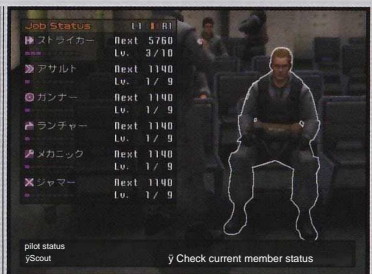 Job Status L1 R1
ストライカー Next 5760
Lv. 3/10
アサルト Next 1140
Lv. 1/ 9
ガンナー Next 1140
Lv. 1/ 9
ランチャー Next 1140
Lv. 1/ 9
メカニック Next 1140
Lv. 1/ 9
ジャマー Next 1140
Lv. 1/ 9
pilot status
ÿScout
ÿ Check current member status